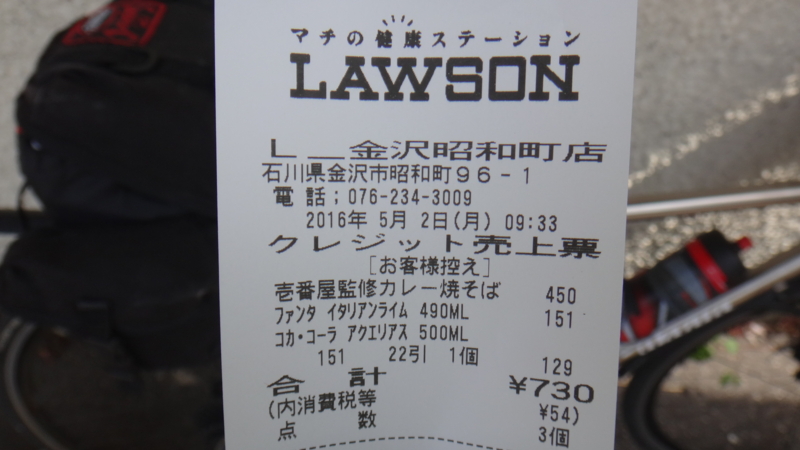 マチの健康ステーション
LAWSON
L_金沢昭和町店
石川県金沢市昭和町96-1
電話;076-234-3009
2016年 5月 2日(月) 09:33
クレジット売上票
[お客様控え]
壱番屋監修カレー焼そば 450
ファンタ イタリアンライム 490ML 151
コカ・コーラ アクエリアス 500ML
151 22引 1個 129
合計 ¥730
(内消費税等 ¥54)
点数 3個